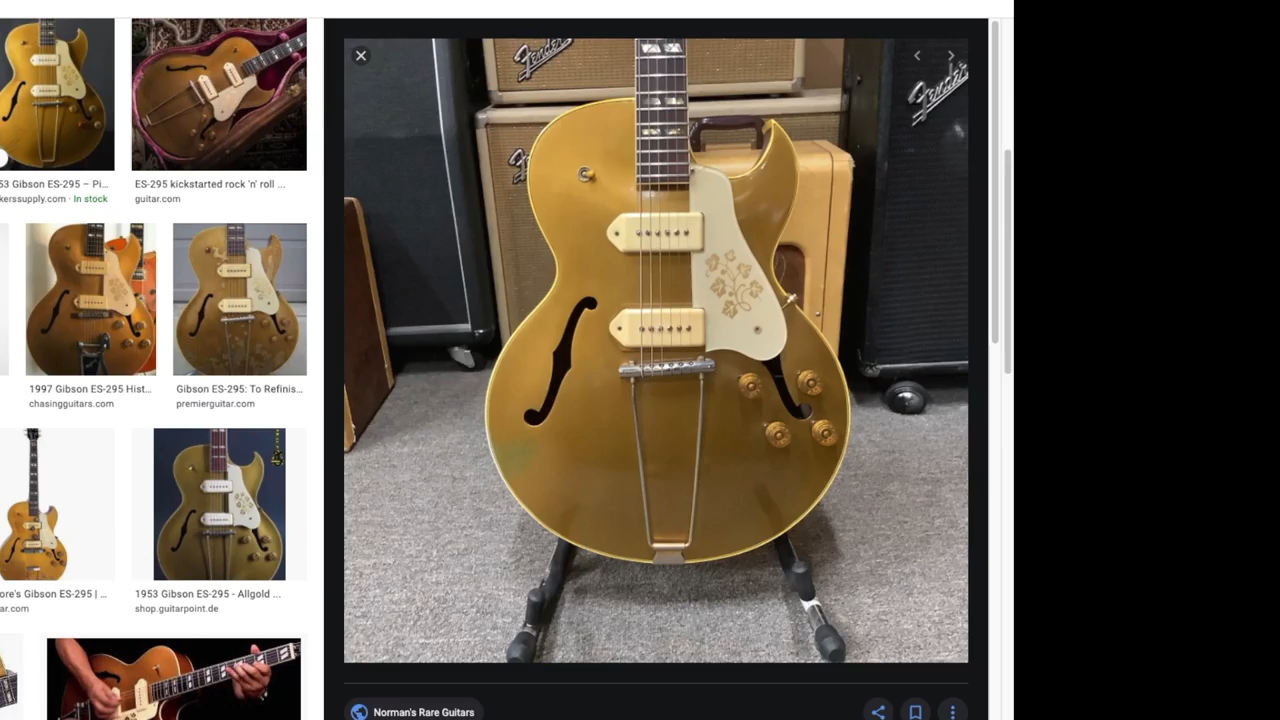 53 Gibson ES-295 – Pi...
kerssupply.com · In stock
ES-295 kickstarted rock 'n' roll ...
guitar.com
1997 Gibson ES-295 Hist...
chasingguitars.com
Gibson ES-295: To Refinis...
premierguitar.com
ore's Gibson ES-295 | ...
ar.com
1953 Gibson ES-295 - Allgold ...
shop.guitarpoint.de
Fender
Fender
Norman's Rare Guitars